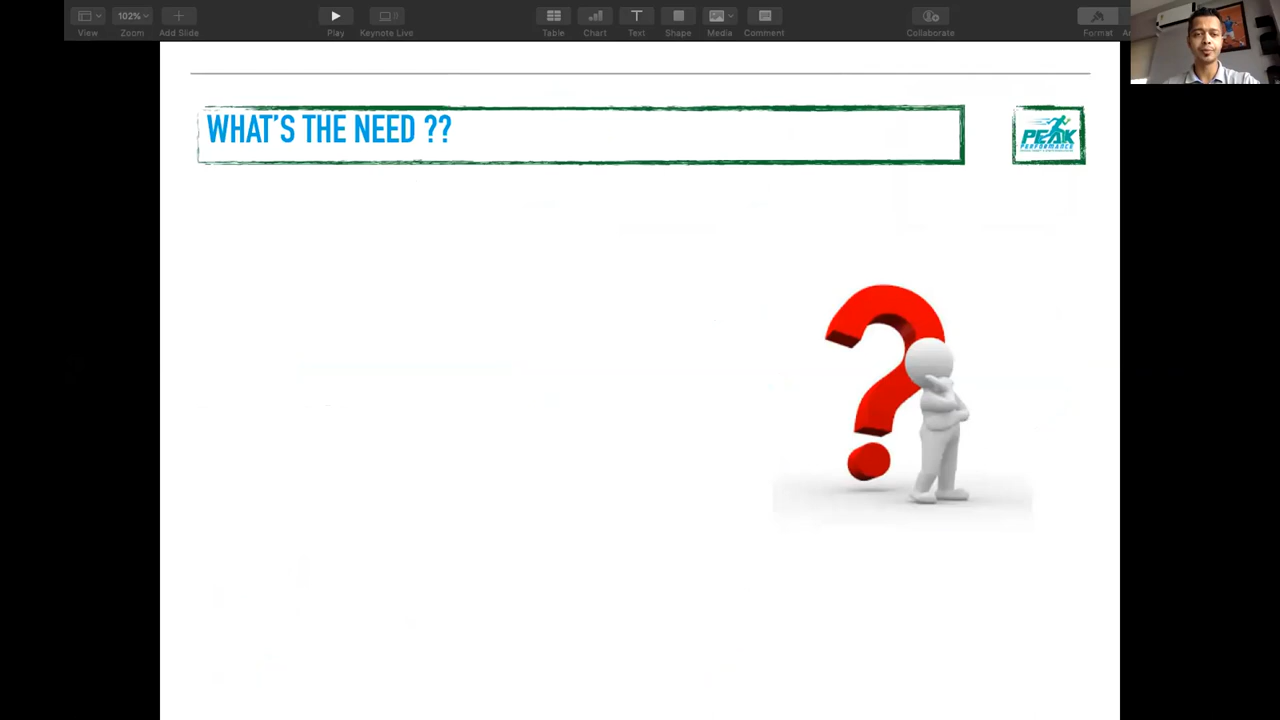 102%
View
Zoom
Add Slide
Play
Keynote Live
Table
Chart
Text
Shape
Media
Comment
Collaborate
Format
WHAT'S THE NEED ??
PEAK
PERFORMANCE